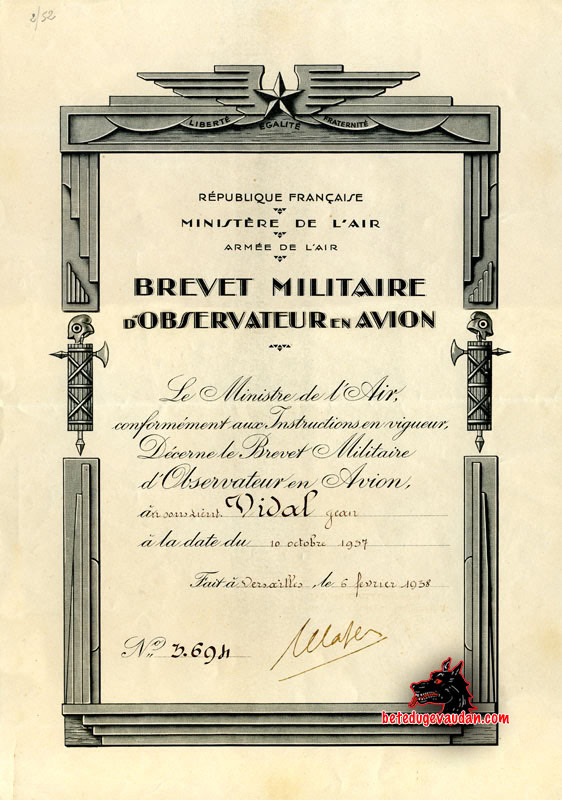 2/52
LIBERTÉ ÉGALITÉ FRATERNITÉ
RÉPUBLIQUE FRANÇAISE
MINISTÈRE DE L'AIR
ARMÉE DE L'AIR
BREVET MILITAIRE
D'OBSERVATEUR EN AVION
Le Ministre de l'Air,
conformément aux Instructions en vigueur,
Décerne le Brevet Militaire
d'Observateur en Avion,
à Vidal Jean
à la date du 10 octobre 1937
Fait à Versailles, le 6 février 1938
No 3.694
betedugevaudan.com